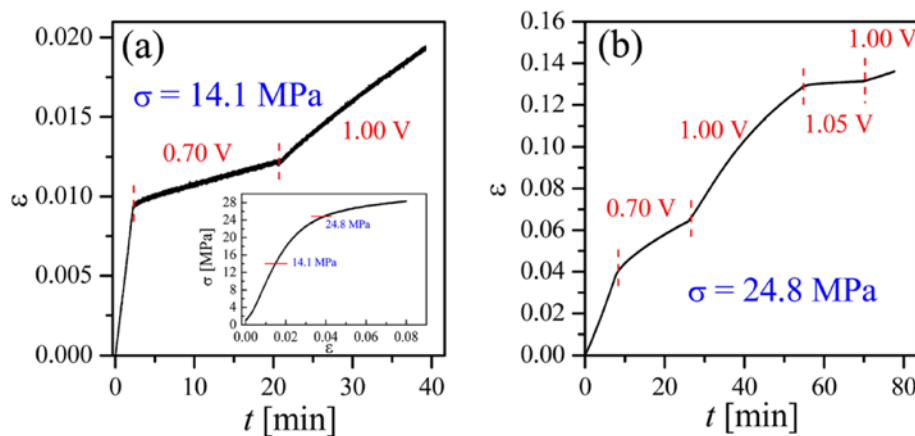 (a)
σ = 14.1 MPa
0.70 V
1.00 V
ε
0.020
0.015
0.010
0.005
0.000
0
10
20
30
40
t [min]
σ [MPa]
28
24
20
16
12
8
4
0
24.8 MPa
14.1 MPa
0.00
0.02
0.04
0.06
0.08
ε
(b)
1.00 V
1.05 V
1.00 V
0.70 V
σ = 24.8 MPa
ε
0.16
0.14
0.12
0.10
0.08
0.06
0.04
0.02
0.00
0
20
40
60
80
t [min]